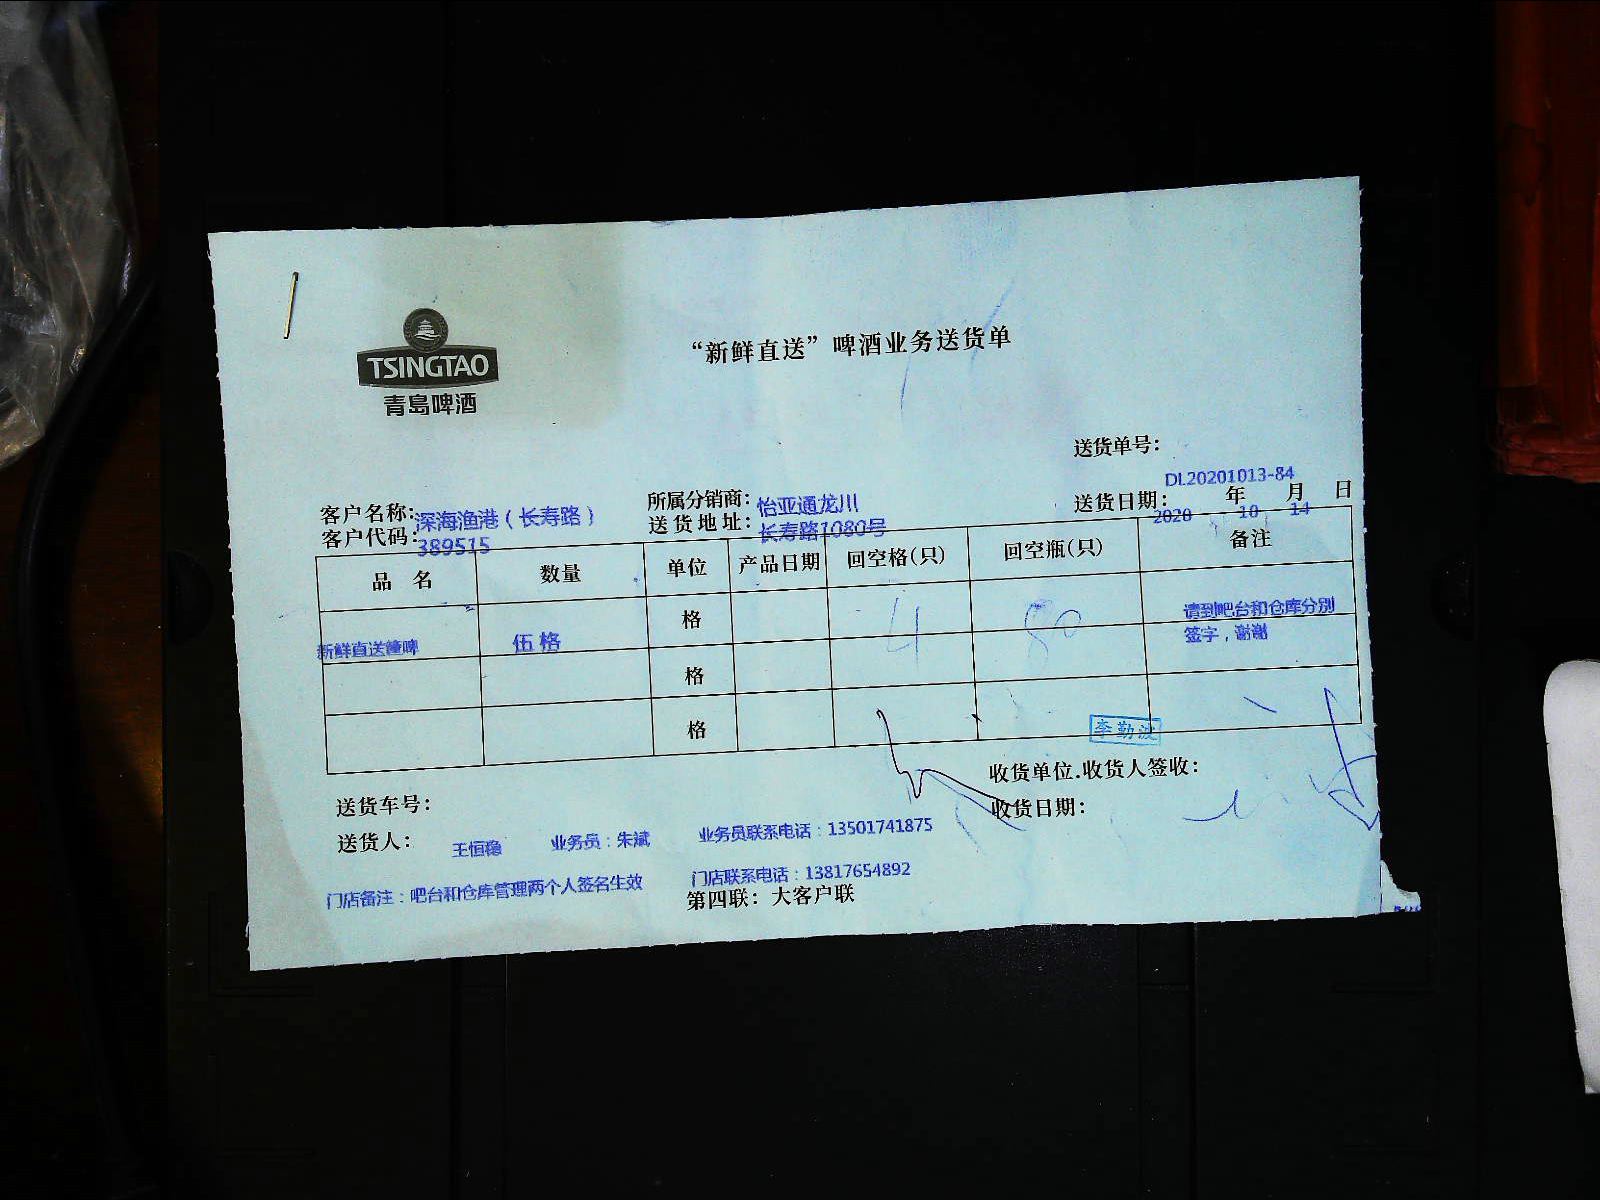 TSINGTAO
青岛啤酒
“新鲜直送”啤酒业务送货单
送货单号：
DL20201013-84
客户名称：深海渔港（长寿路） 所属分销商：怡亚通龙川 送货日期： 年 月 日
2020 10 14
客户代码：389515 送货地址：长寿路1080号
品 名 数量 单位 产品日期 回空格(只) 回空瓶(只) 备注
新鲜直送箽啤 伍格 格 4 80 请到吧台和仓库分别
签字，谢谢
格
格
李勤波
收货单位.收货人签收：
送货车号： 收货日期：
送货人： 王恒稳 业务员：朱斌 业务员联系电话：13501741875
门店备注：吧台和仓库管理两个人签名生效 门店联系电话：13817654892
第四联：大客户联